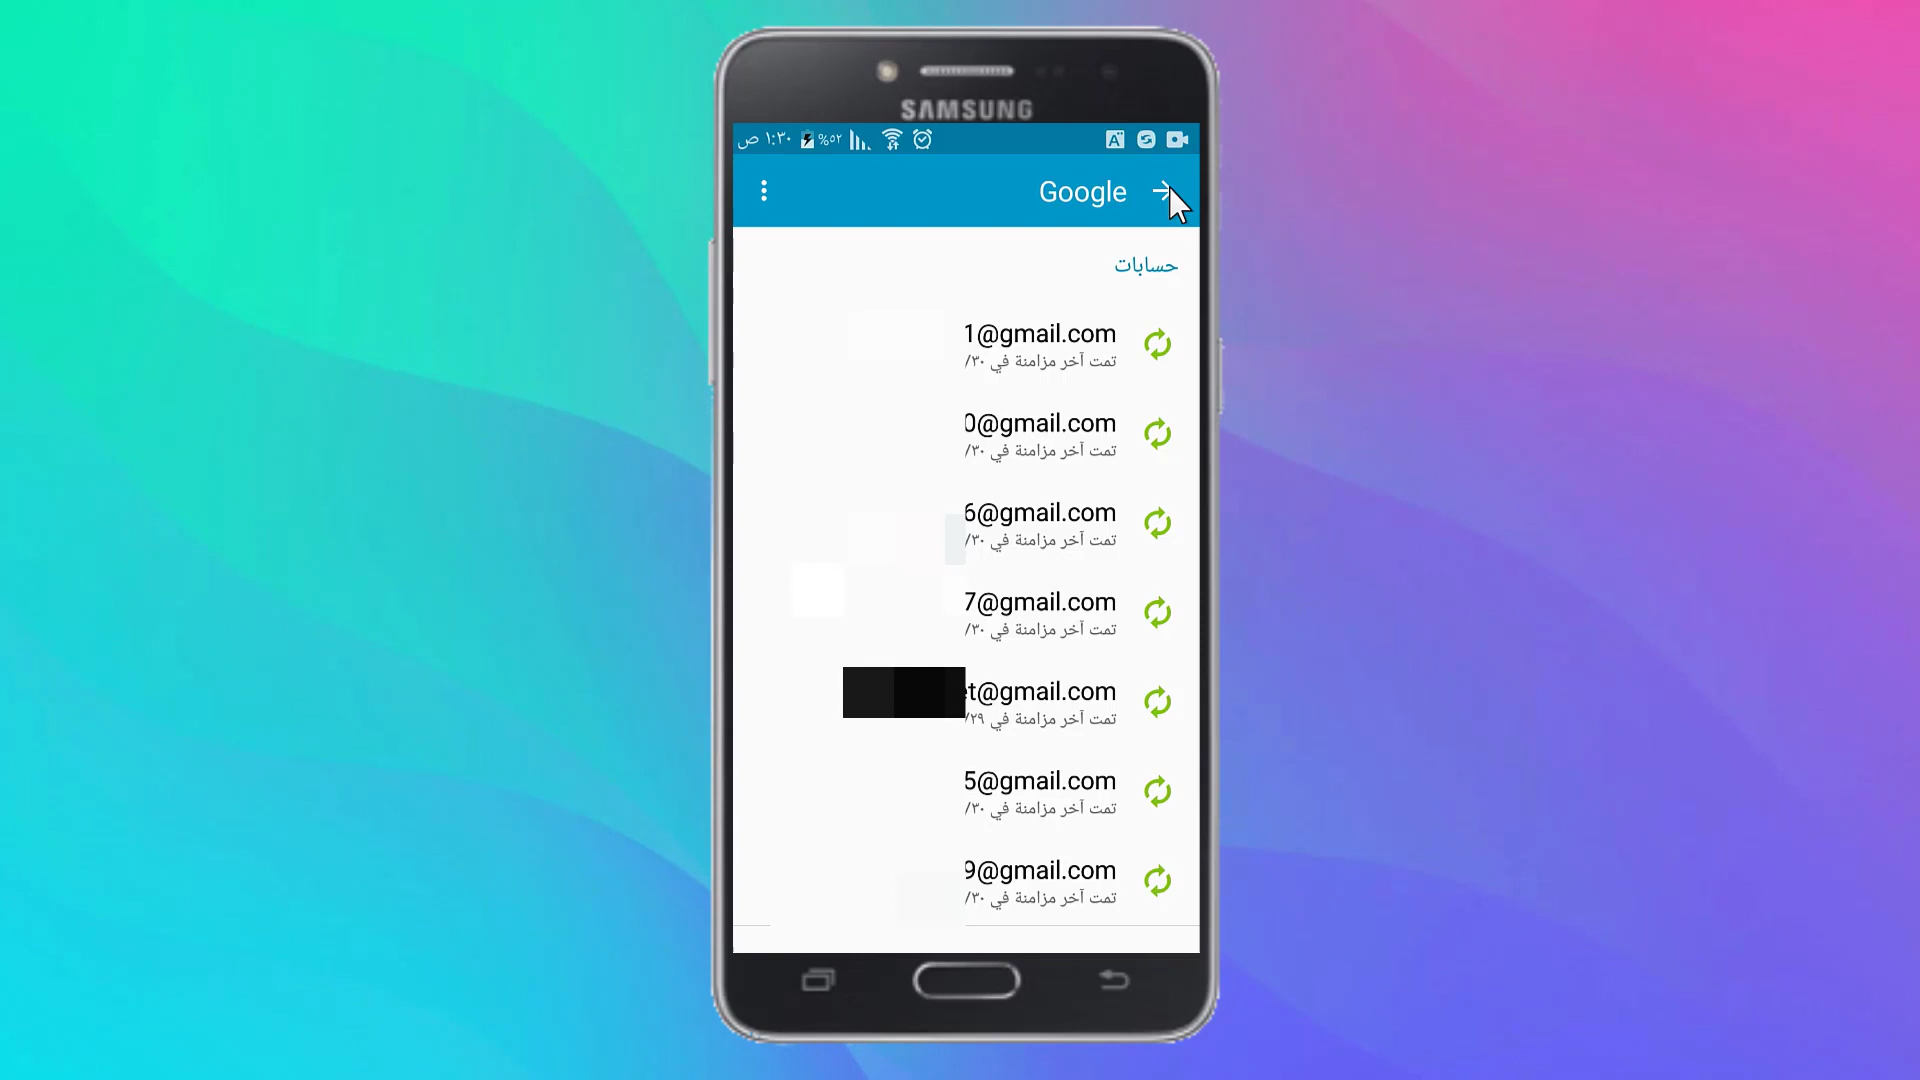 SAMSUNG
١:٣٠ ص %٥٢
Google
حسابات
1@gmail.com
تمت آخر مزامنة في ٣٠/
0@gmail.com
تمت آخر مزامنة في ٣٠/
6@gmail.com
تمت آخر مزامنة في ٣٠/
7@gmail.com
تمت آخر مزامنة في ٣٠/
et@gmail.com
تمت آخر مزامنة في ٢٩/
5@gmail.com
تمت آخر مزامنة في ٣٠/
9@gmail.com
تمت آخر مزامنة في ٣٠/